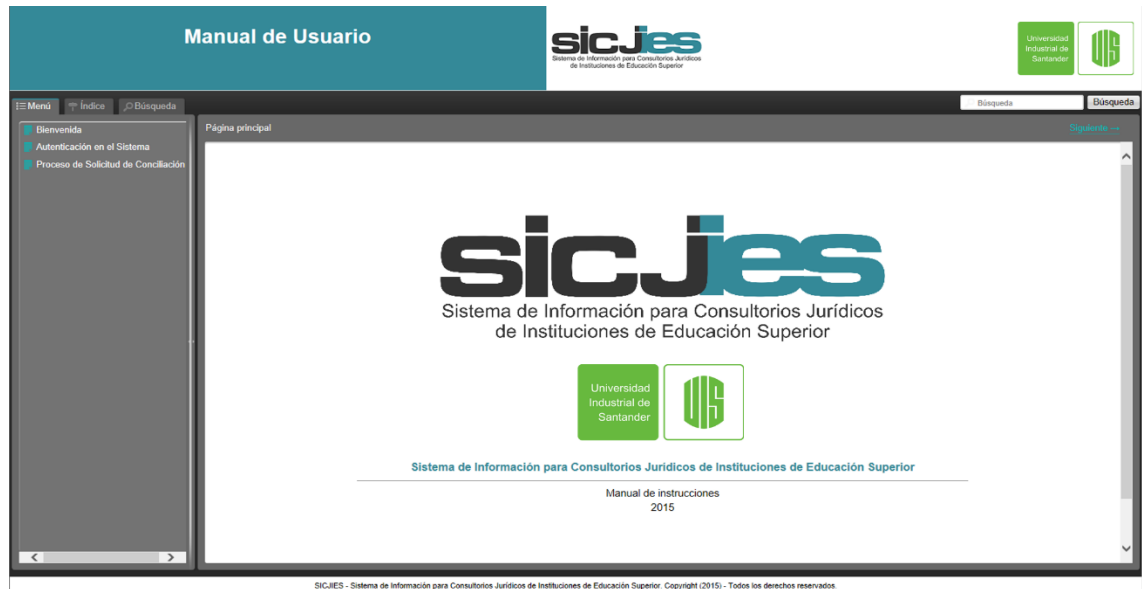 Manual de Usuario
sicjies
Sistema de Información para Consultorios Jurídicos
de Instituciones de Educación Superior
Universidad
Industrial de
Santander
UIS
Menú
Índice
Búsqueda
Búsqueda
Búsqueda
Bienvenida
Autenticación en el Sistema
Proceso de Solicitud de Conciliación
Página principal
Siguiente →
sicjies
Sistema de Información para Consultorios Jurídicos
de Instituciones de Educación Superior
Universidad
Industrial de
Santander
UIS
Sistema de Información para Consultorios Jurídicos de Instituciones de Educación Superior
Manual de instrucciones
2015
SICJIES - Sistema de Información para Consultorios Jurídicos de Instituciones de Educación Superior. Copyright (2015) - Todos los derechos reservados.